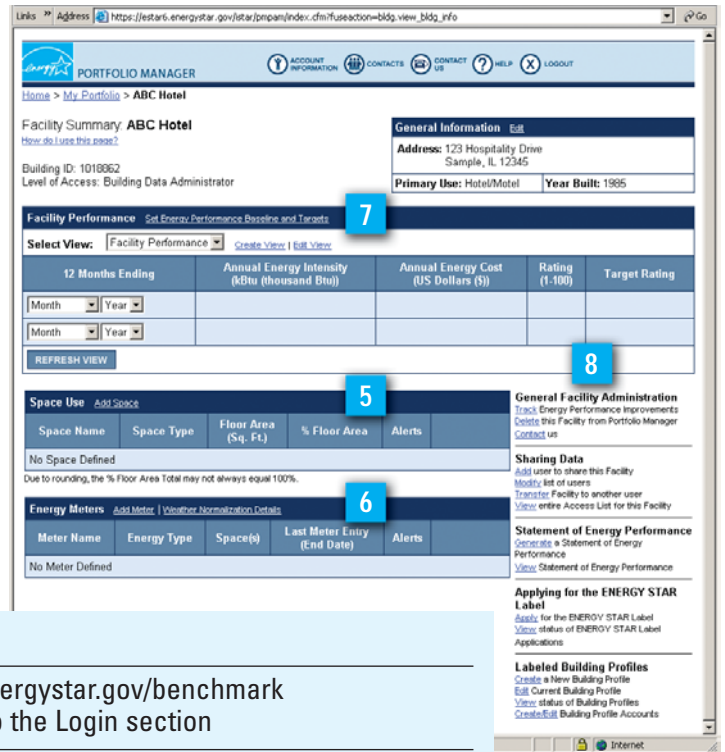 Links » Address https://estar6.energystar.gov/istar/pmpam/index.cfm?fuseaction=bldg.view_bldg_info Go
PORTFOLIO MANAGER
ACCOUNT INFORMATION CONTACTS CONTACT US HELP LOGOUT
Home > My Portfolio > ABC Hotel
Facility Summary: ABC Hotel
How do I use this page?
Building ID: 1018862
Level of Access: Building Data Administrator
General Information Edit
Address: 123 Hospitality Drive
Sample, IL 12345
Primary Use: Hotel/Motel Year Built: 1985
7
Facility Performance Set Energy Performance Baseline and Targets
Select View: Facility Performance Create View | Edit View
12 Months Ending Annual Energy Intensity (kBtu (thousand Btu)) Annual Energy Cost (US Dollars ($)) Rating (1-100) Target Rating
Month Year
Month Year
REFRESH VIEW
8
5
Space Use Add Space
Space Name Space Type Floor Area (Sq. Ft.) % Floor Area Alerts
No Space Defined
Due to rounding, the % Floor Area Total may not always equal 100%.
6
Energy Meters Add Meter | Weather Normalization Details
Meter Name Energy Type Space(s) Last Meter Entry (End Date) Alerts
No Meter Defined
General Facility Administration
Track Energy Performance Improvements
Delete this Facility from Portfolio Manager
Contact us
Sharing Data
Add user to share this Facility
Modify list of users
Transfer Facility to another user
View entire Access List for this Facility
Statement of Energy Performance
Generate a Statement of Energy
Performance
View Statement of Energy Performance
Applying for the ENERGY STAR
Label
Apply for the ENERGY STAR Label
View status of ENERGY STAR Label
Applications
Labeled Building Profiles
Create a New Building Profile
Edit Current Building Profile
View status of Building Profiles
Create/Edit Building Profile Accounts
ergystar.gov/benchmark
the Login section
Internet